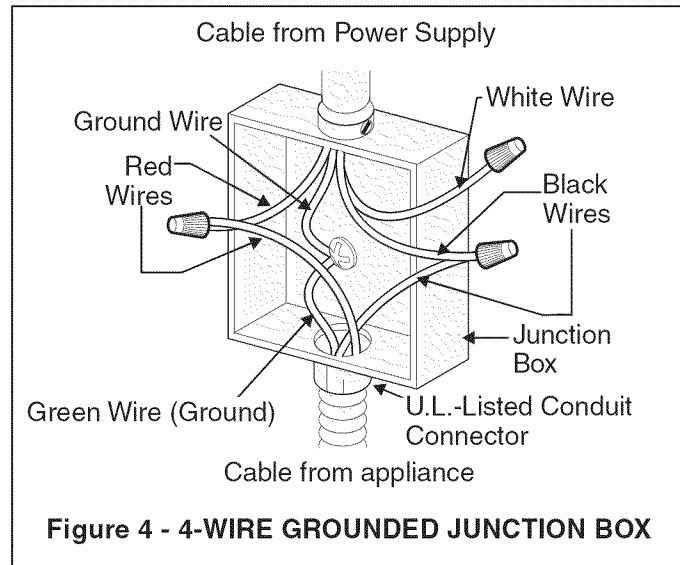 Cable from Power Supply
White Wire
Ground Wire
Red
Wires
Black
Wires
Junction
Box
Green Wire (Ground)
U.L.-Listed Conduit
Connector
Cable from appliance
Figure 4 - 4-WIRE GROUNDED JUNCTION BOX